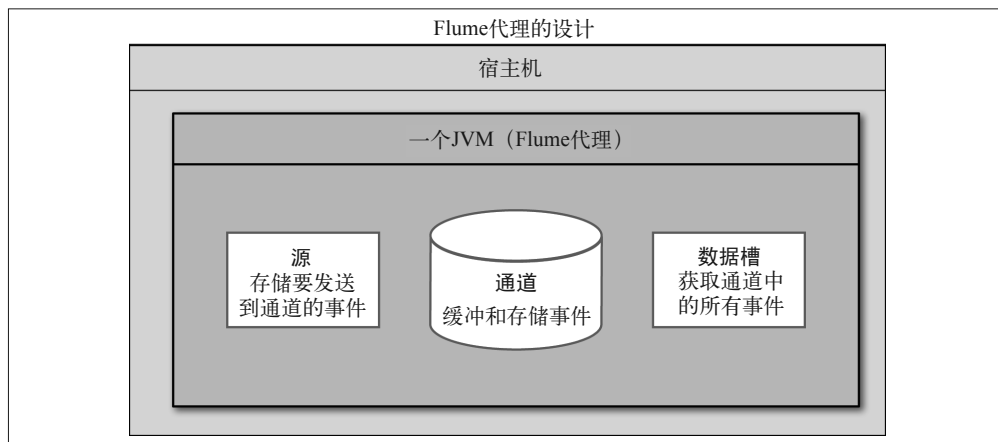 Flume代理的设计
宿主机
一个JVM（Flume代理）
源
存储要发送
到通道的事件
通道
缓冲和存储事件
数据槽
获取通道中
的所有事件